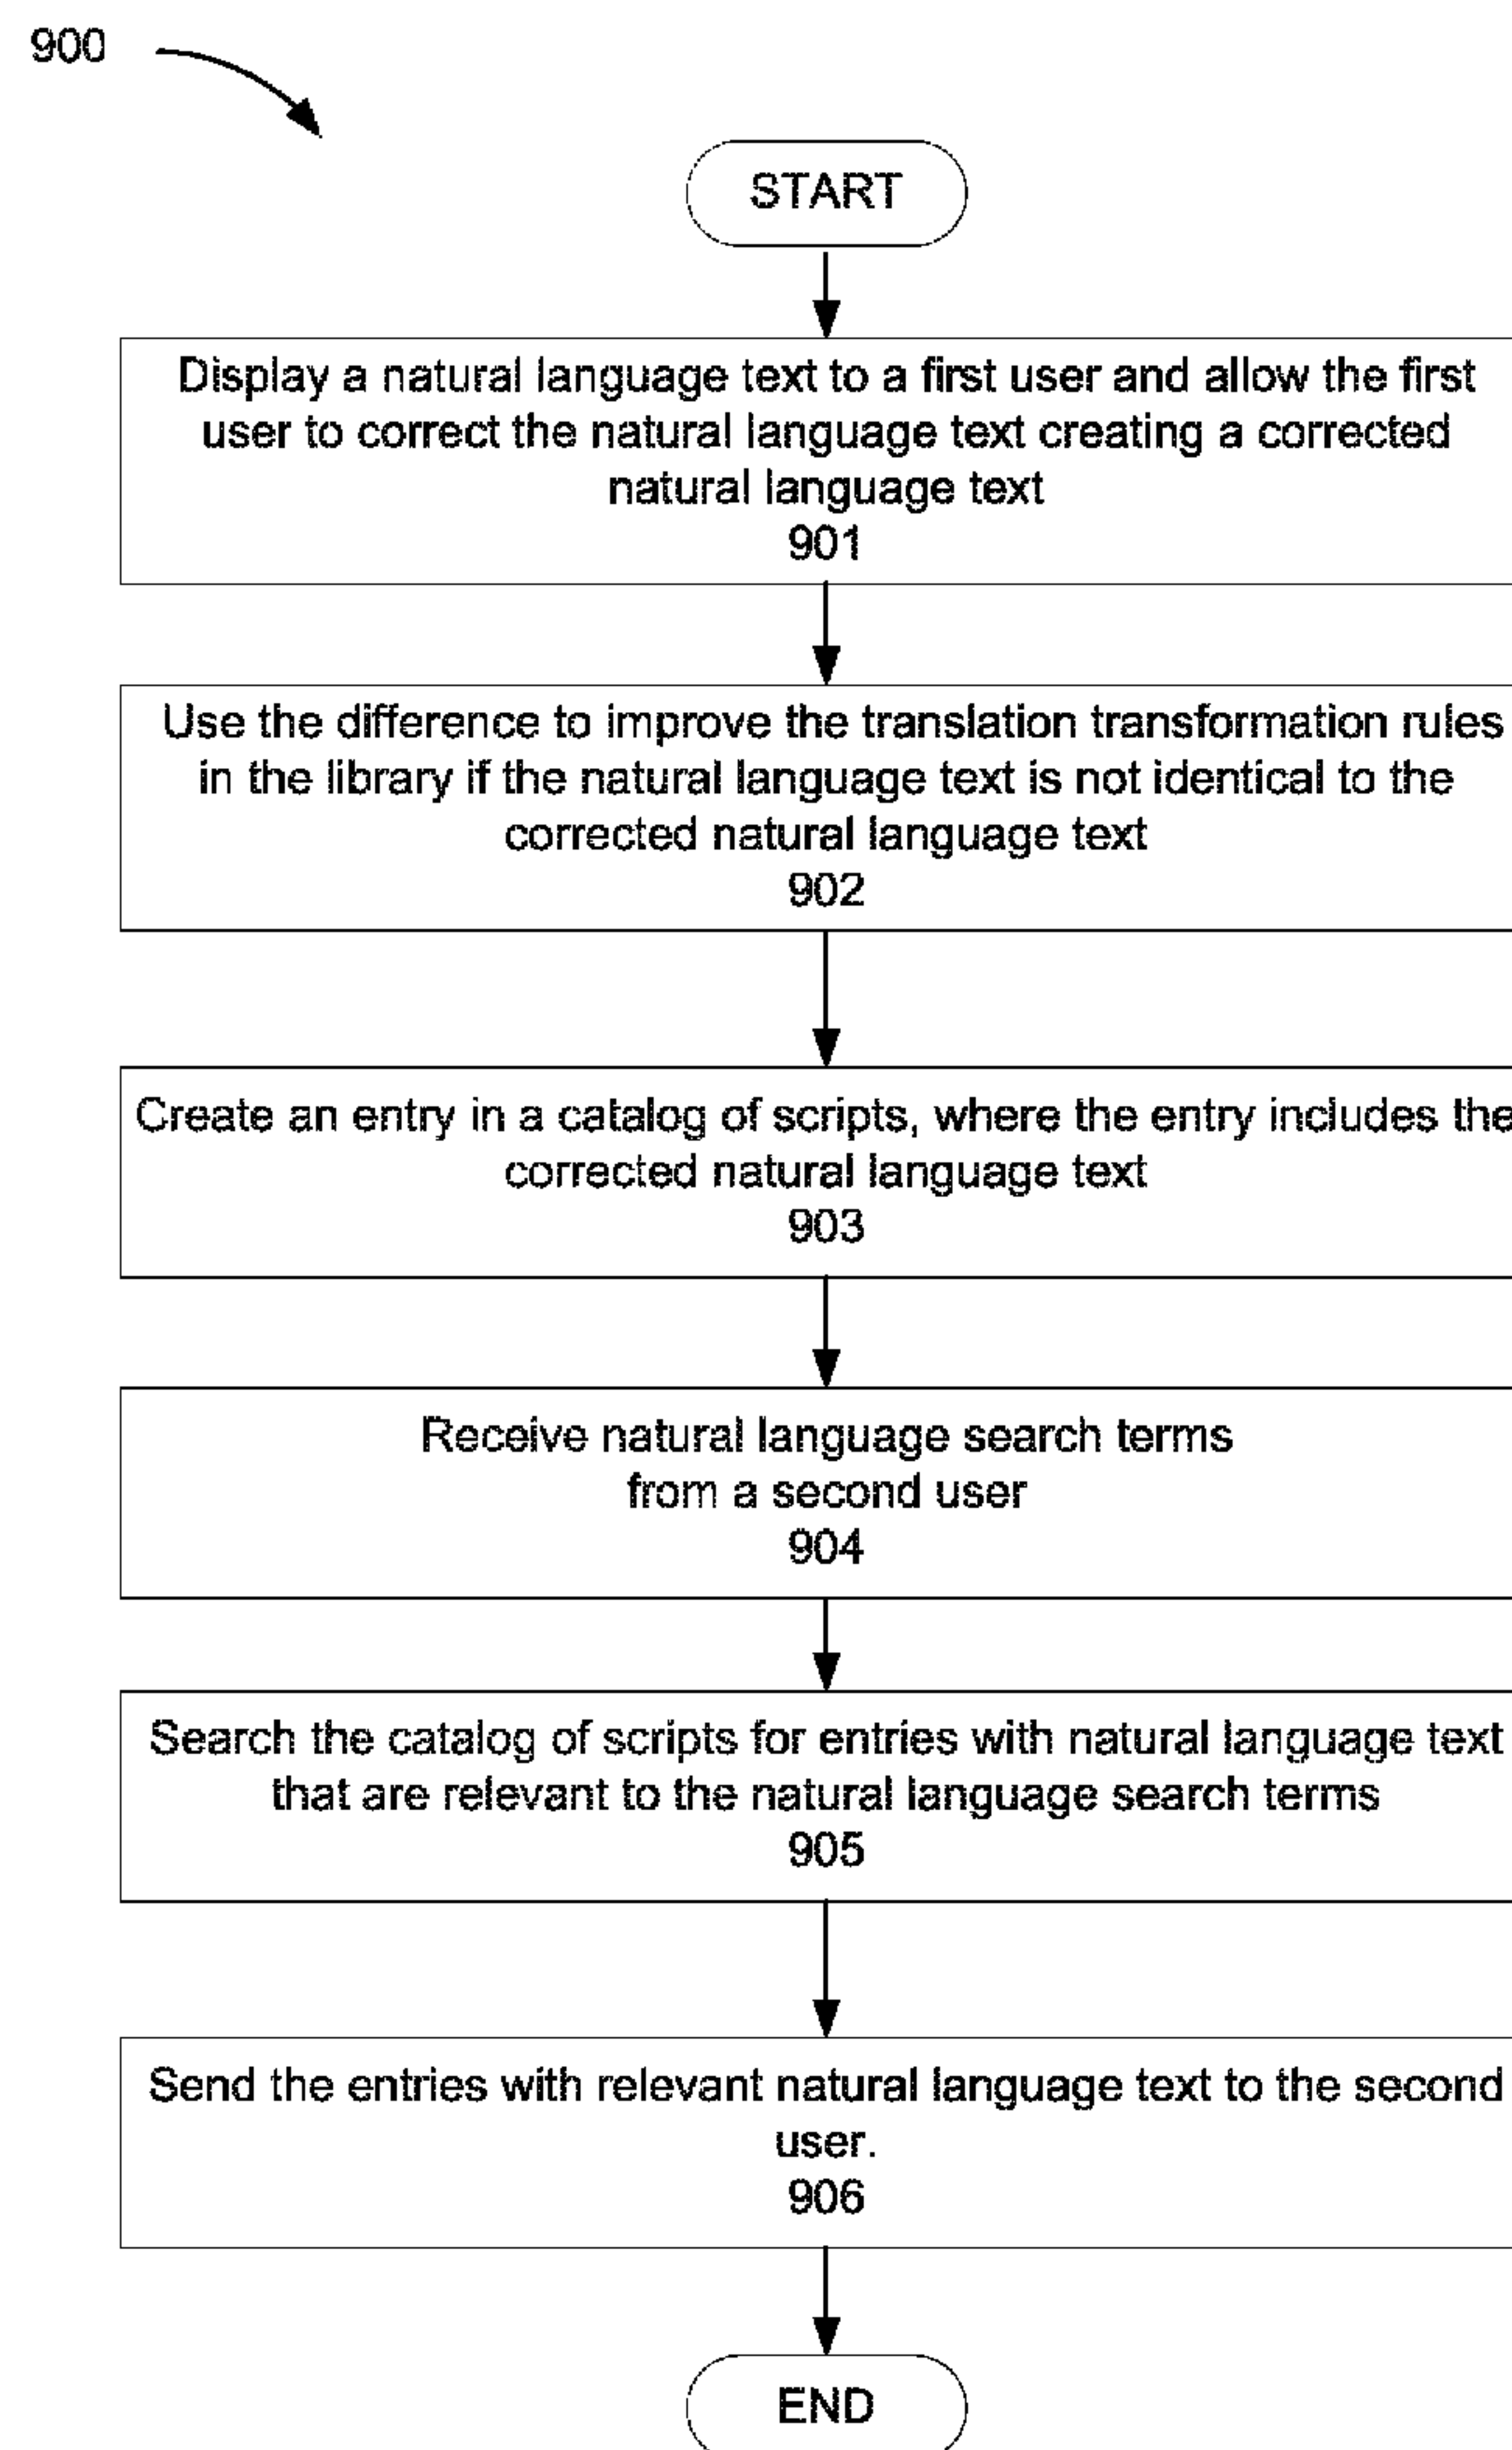 900
START
Display a natural language text to a first user and allow the first
user to correct the natural language text creating a corrected
natural language text
901
Use the difference to improve the translation transformation rules
in the library if the natural language text is not identical to the
corrected natural language text
902
Create an entry in a catalog of scripts, where the entry includes the
corrected natural language text
903
Receive natural language search terms
from a second user
904
Search the catalog of scripts for entries with natural language text
that are relevant to the natural language search terms
905
Send the entries with relevant natural language text to the second
user.
906
END